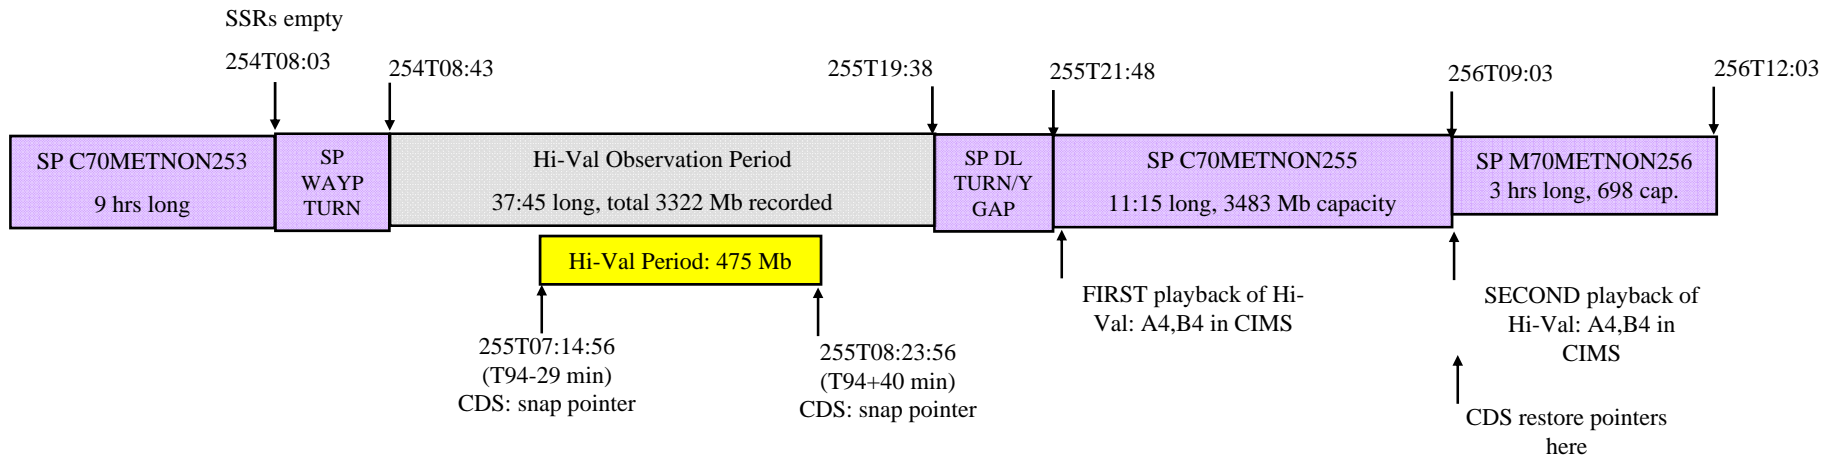 SSRs empty
254T08:03
254T08:43
255T19:38
255T21:48
256T09:03
256T12:03
SP C70METNON253
9 hrs long
SP
WAYP
TURN
Hi-Val Observation Period
37:45 long, total 3322 Mb recorded
SP DL
TURN/Y
GAP
SP C70METNON255
11:15 long, 3483 Mb capacity
SP M70METNON256
3 hrs long, 698 cap.
Hi-Val Period: 475 Mb
255T07:14:56
(T94-29 min)
CDS: snap pointer
255T08:23:56
(T94+40 min)
CDS: snap pointer
FIRST playback of Hi-
Val: A4,B4 in CIMS
SECOND playback of
Hi-Val: A4,B4 in
CIMS
CDS restore pointers
here